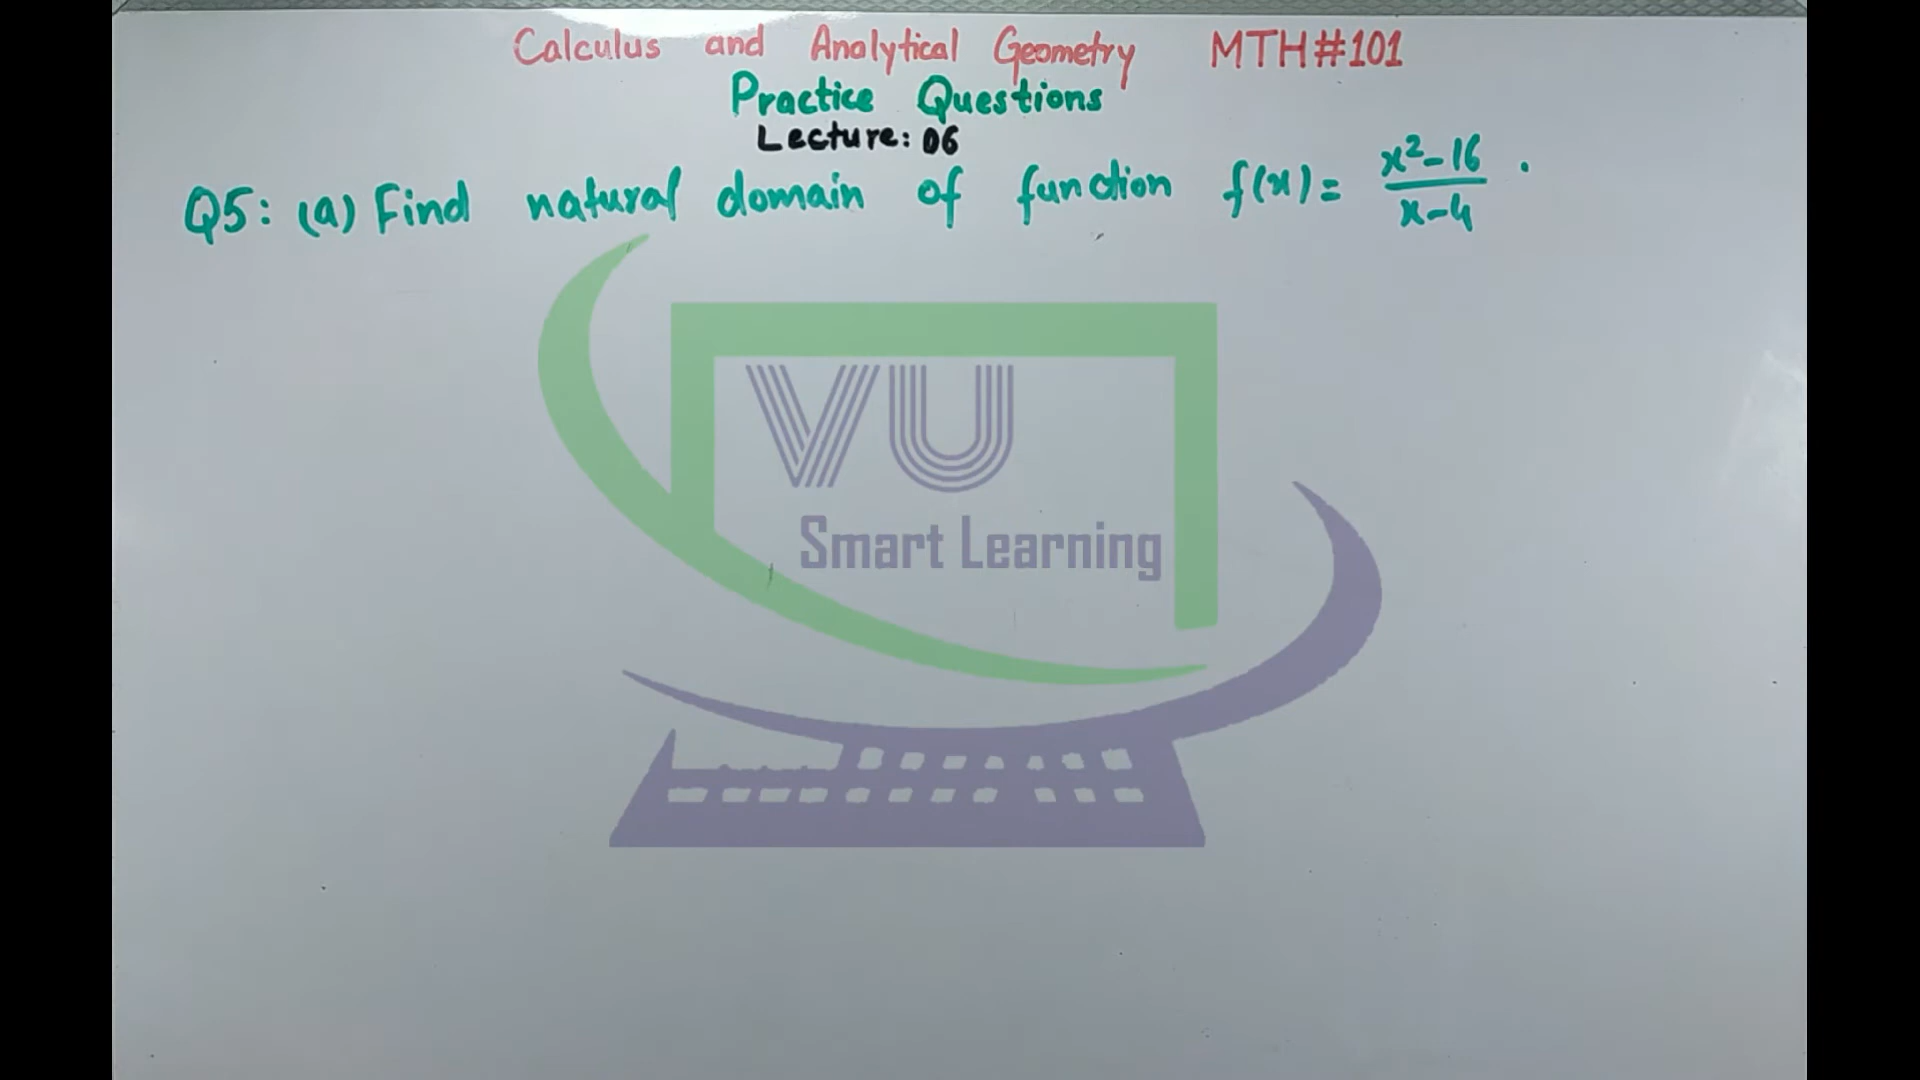 Calculus and Analytical Geometry MTH#101
Practice Questions
Lecture: 06
Q5: (a) Find natural domain of function f(x) = x²-16 / x-4 .
VU
Smart Learning